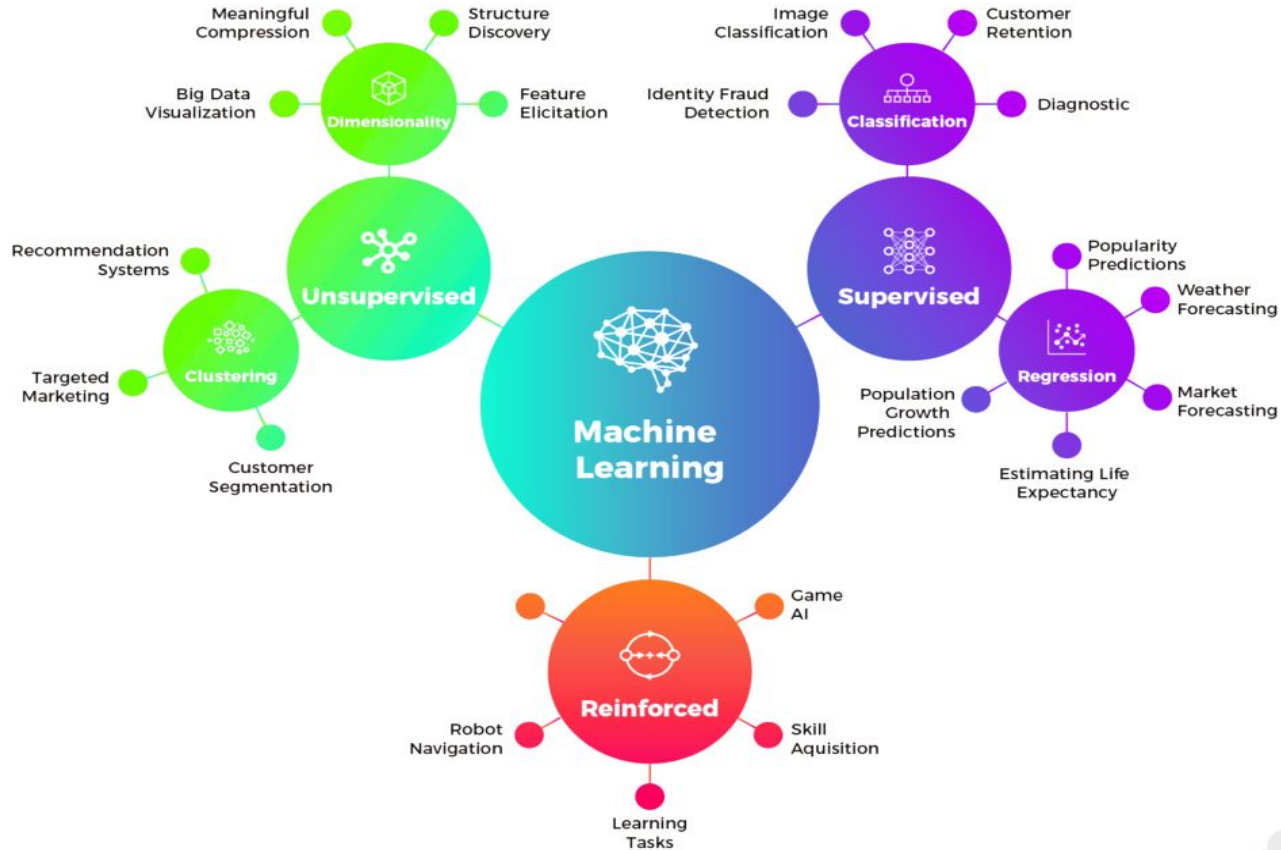 Meaningful
Compression
Structure
Discovery
Big Data
Visualization
Feature
Elicitation
Dimensionality
Image
Classification
Customer
Retention
Identity Fraud
Detection
Diagnostic
Classification
Unsupervised
Recommendation
Systems
Clustering
Targeted
Marketing
Customer
Segmentation
Supervised
Popularity
Predictions
Weather
Forecasting
Regression
Population
Growth
Predictions
Market
Forecasting
Estimating Life
Expectancy
Machine
Learning
Game
AI
Reinforced
Robot
Navigation
Skill
Aquisition
Learning
Tasks